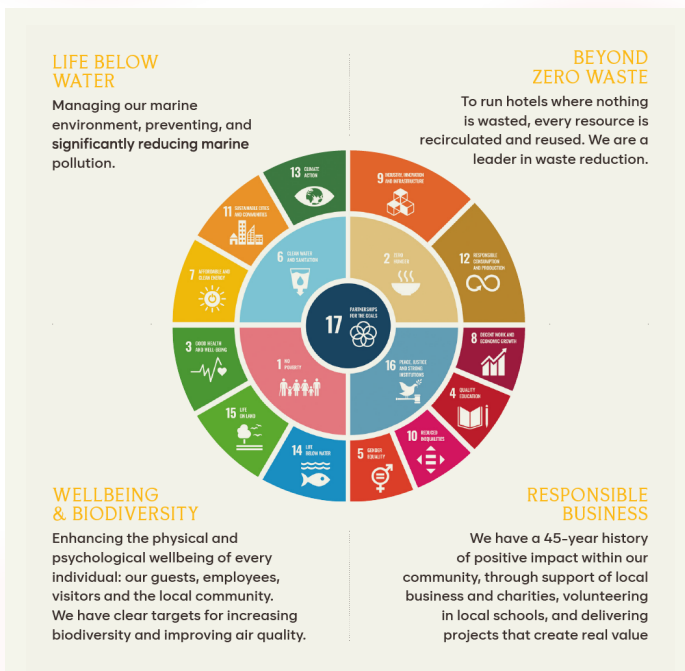 LIFE BELOW
WATER
Managing our marine
environment, preventing, and
significantly reducing marine
pollution.
BEYOND
ZERO WASTE
To run hotels where nothing
is wasted, every resource is
recirculated and reused. We are a
leader in waste reduction.
13 CLIMATE
ACTION
9 INDUSTRY, INNOVATION
AND INFRASTRUCTURE
11 SUSTAINABLE CITIES
AND COMMUNITIES
6 CLEAN WATER
AND SANITATION
2 ZERO
HUNGER
12 RESPONSIBLE
CONSUMPTION
AND PRODUCTION
7 AFFORDABLE AND
CLEAN ENERGY
17 PARTNERSHIPS
FOR THE GOALS
3 GOOD HEALTH
AND WELL-BEING
8 DECENT WORK AND
ECONOMIC GROWTH
1 NO
POVERTY
16 PEACE, JUSTICE
AND STRONG
INSTITUTIONS
4 QUALITY
EDUCATION
15 LIFE
ON LAND
10 REDUCED
INEQUALITIES
14 LIFE
BELOW WATER
5 GENDER
EQUALITY
WELLBEING
& BIODIVERSITY
Enhancing the physical and
psychological wellbeing of every
individual: our guests, employees,
visitors and the local community.
We have clear targets for increasing
biodiversity and improving air quality.
RESPONSIBLE
BUSINESS
We have a 45-year history
of positive impact within our
community, through support of local
business and charities, volunteering
in local schools, and delivering
projects that create real value